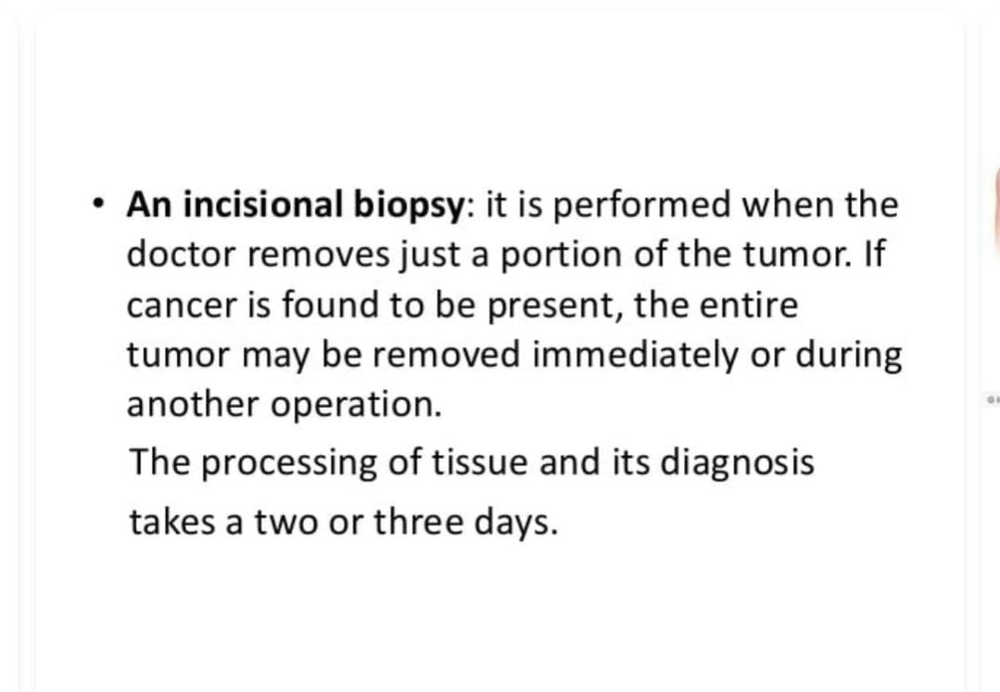 • An incisional biopsy: it is performed when the
doctor removes just a portion of the tumor. If
cancer is found to be present, the entire
tumor may be removed immediately or during
another operation.
The processing of tissue and its diagnosis
takes a two or three days.